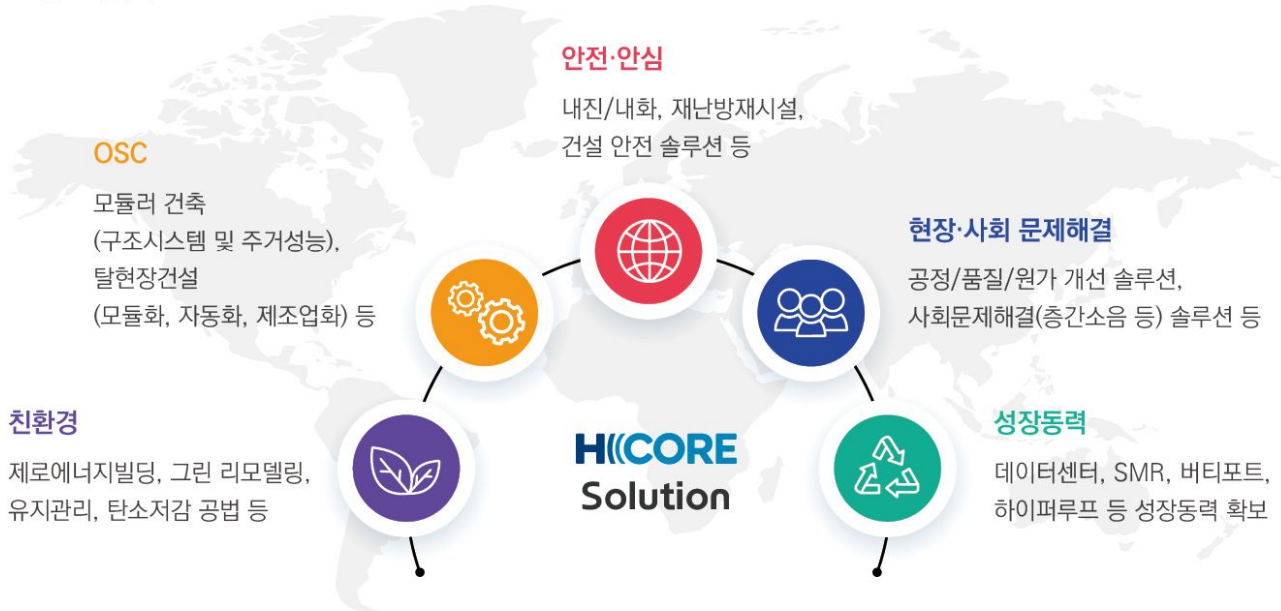 안전·안심
내진/내화, 재난방재시설,
건설 안전 솔루션 등
OSC
모듈러 건축
(구조시스템 및 주거성능),
탈현장건설
(모듈화, 자동화, 제조업화) 등
현장·사회 문제해결
공정/품질/원가 개선 솔루션,
사회문제해결(층간소음 등) 솔루션 등
친환경
제로에너지빌딩, 그린 리모델링,
유지관리, 탄소저감 공법 등
HCORE
Solution
성장동력
데이터센터, SMR, 버티포트,
하이퍼루프 등 성장동력 확보